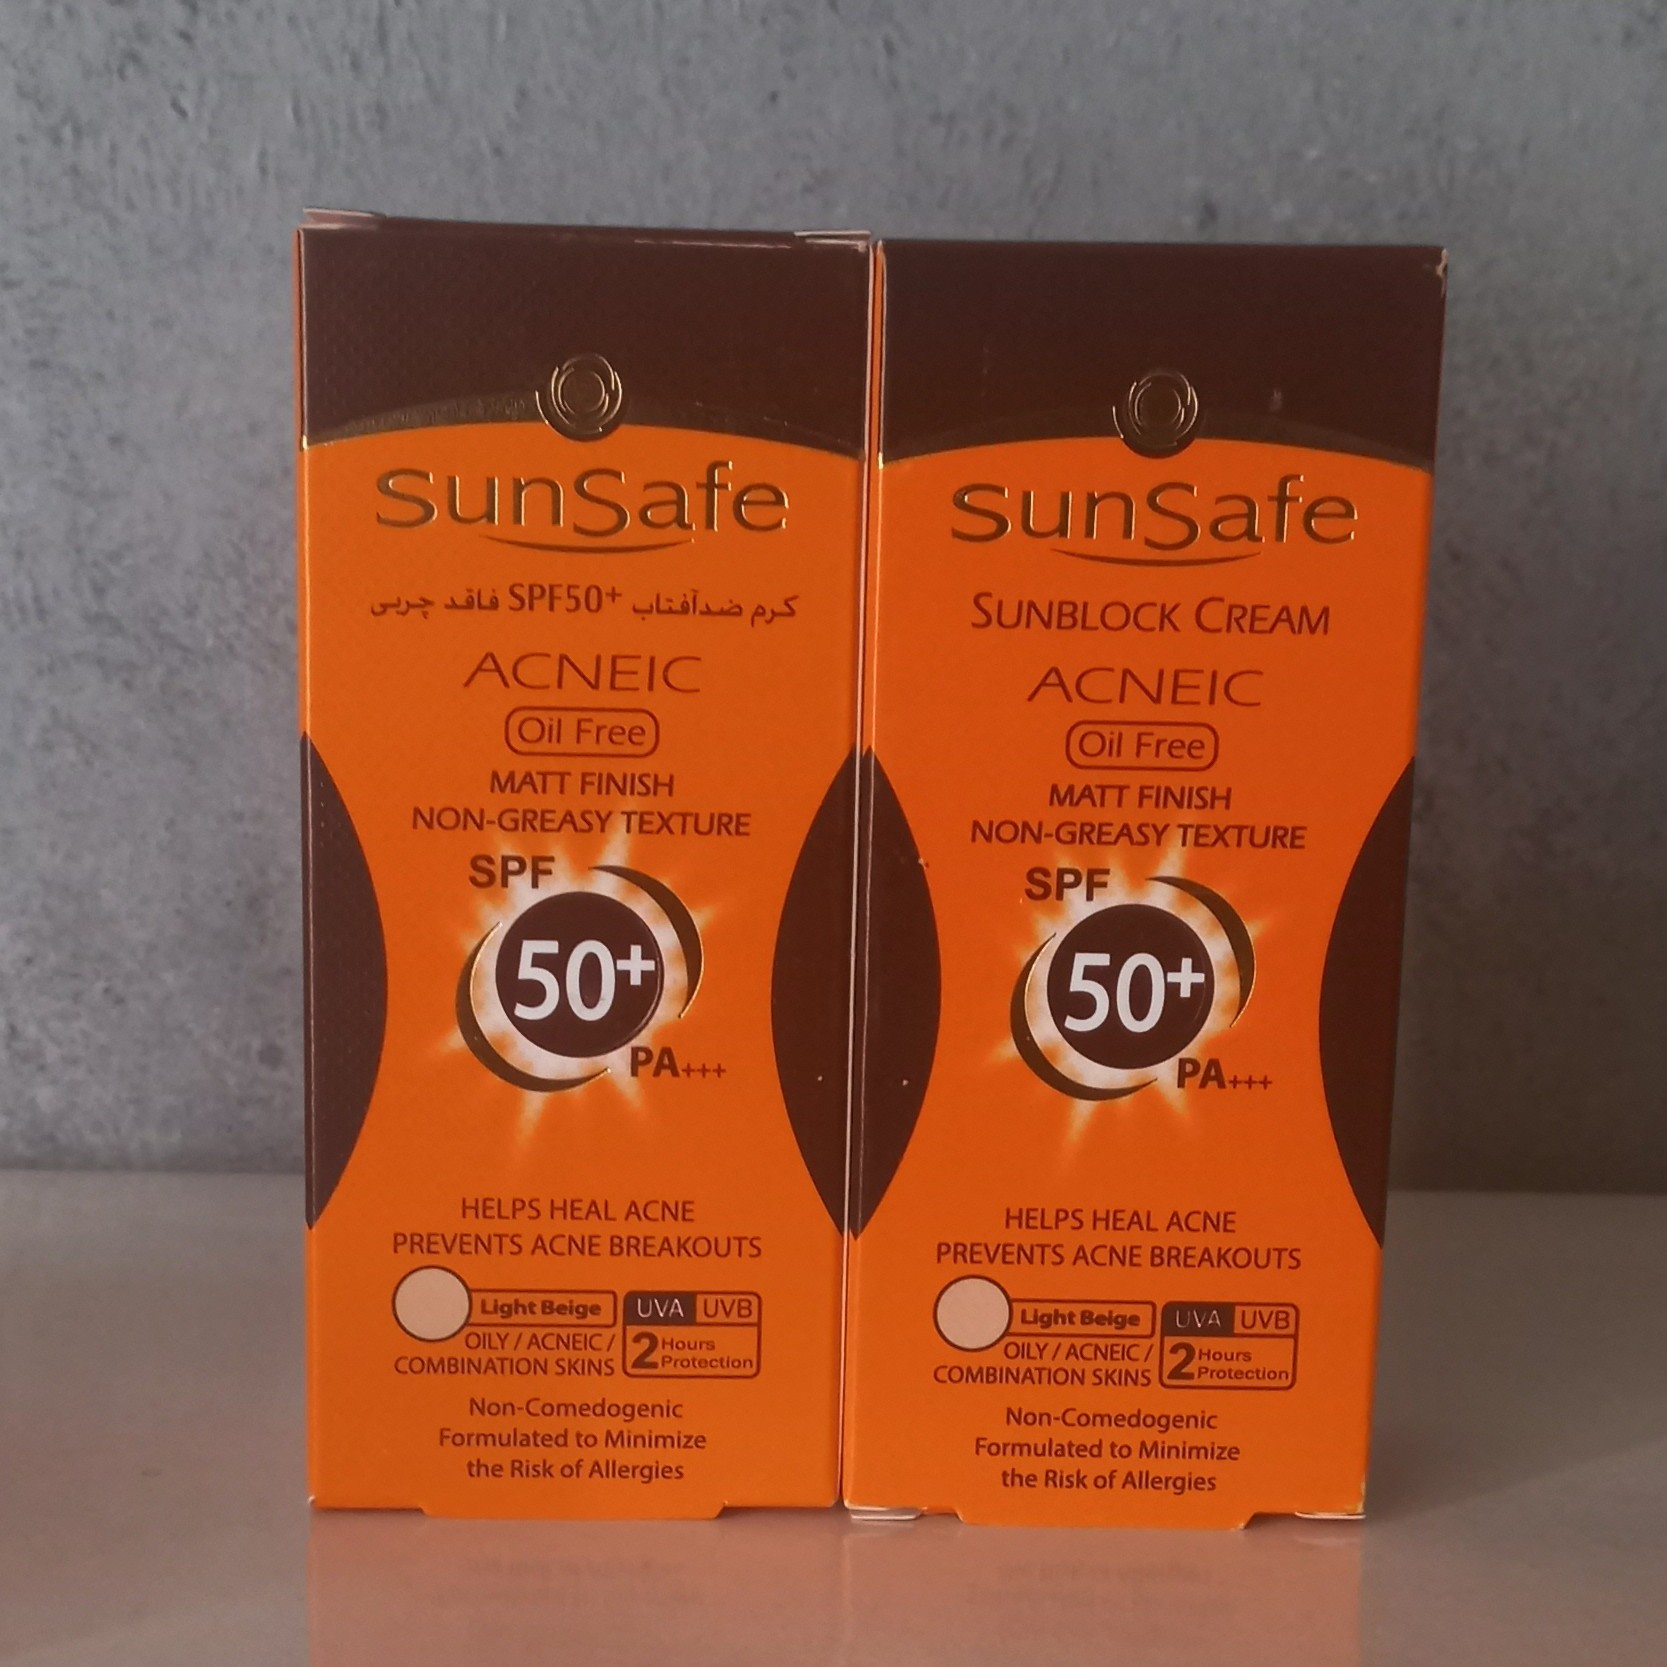 SunSafe
کرم ضدآفتاب SPF50+ فاقد چربی
ACNEIC
Oil Free
MATT FINISH
NON-GREASY TEXTURE
SPF
50+
PA+++
HELPS HEAL ACNE
PREVENTS ACNE BREAKOUTS
Light Beige
OILY / ACNEIC /
COMBINATION SKINS
UVA UVB
2 Hours
Protection
Non-Comedogenic
Formulated to Minimize
the Risk of Allergies
SunSafe
SUNBLOCK CREAM
ACNEIC
Oil Free
MATT FINISH
NON-GREASY TEXTURE
SPF
50+
PA+++
HELPS HEAL ACNE
PREVENTS ACNE BREAKOUTS
Light Beige
OILY / ACNEIC /
COMBINATION SKINS
UVA UVB
2 Hours
Protection
Non-Comedogenic
Formulated to Minimize
the Risk of Allergies